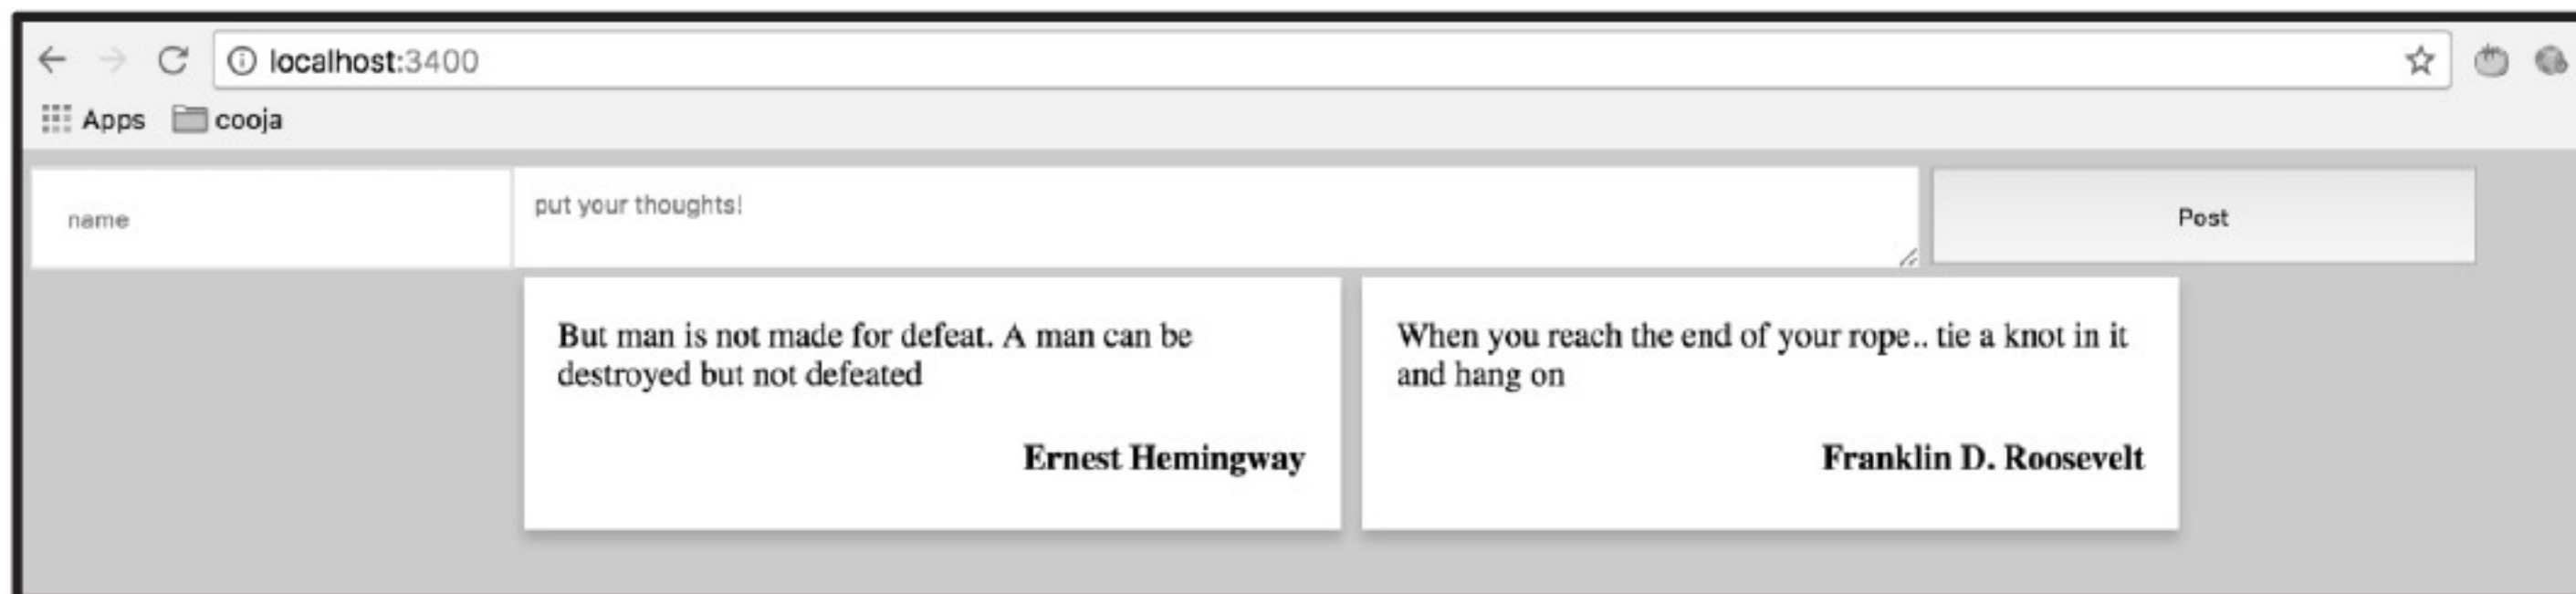 localhost:3400
Apps cooja
name put your thoughts! Post
But man is not made for defeat. A man can be
destroyed but not defeated
Ernest Hemingway
When you reach the end of your rope.. tie a knot in it
and hang on
Franklin D. Roosevelt